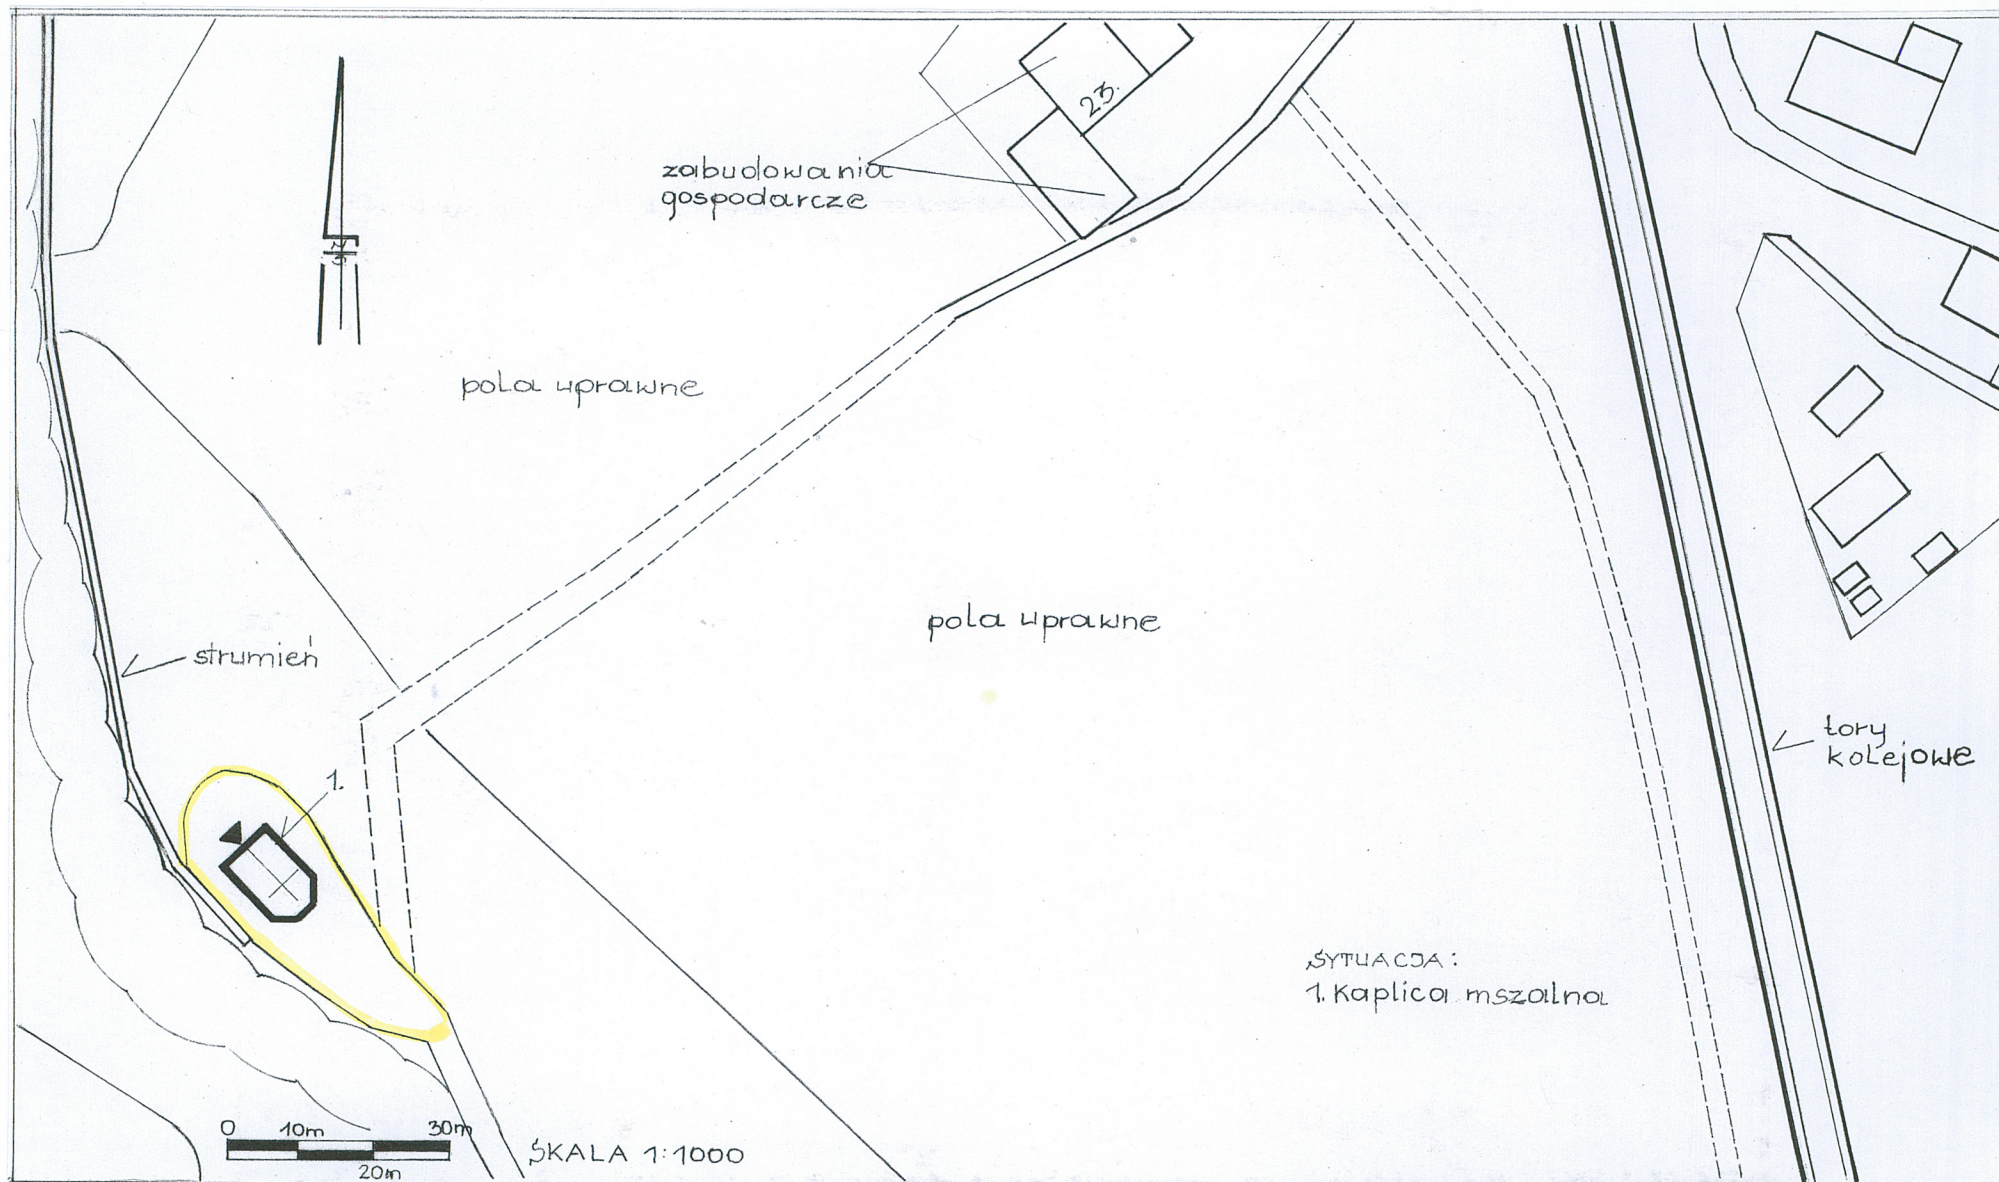 23.
zabudowania
gospodarcze
N
S
pola uprawne
pola uprawne
strumień
tory
kolejowe
1.
SYTUACJA:
1. Kaplica mszalna
0 10m 30m
20m
SKALA 1:1000